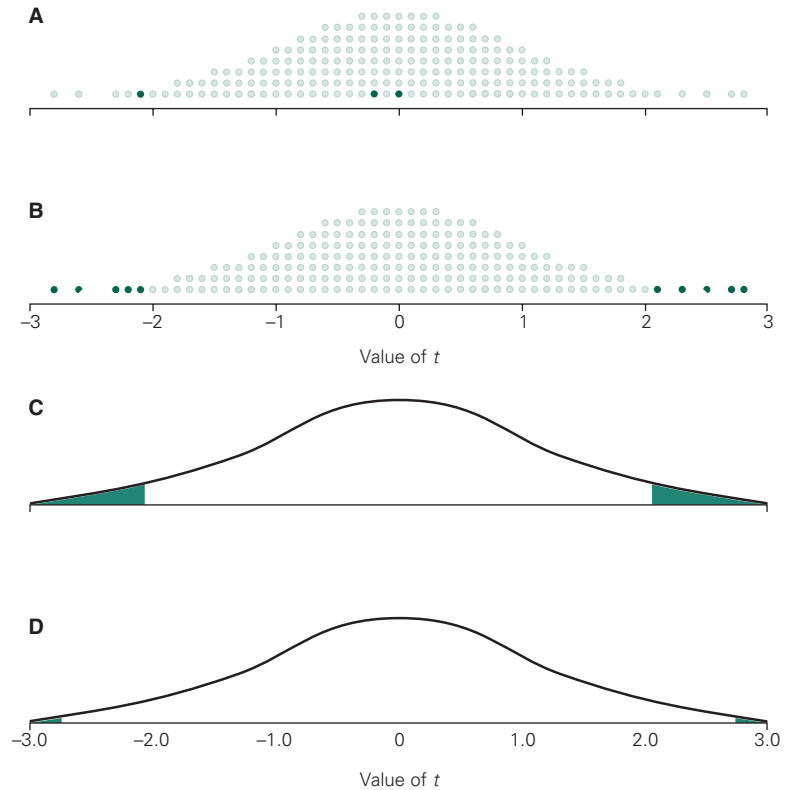 A
B
–3 –2 –1 0 1 2 3
Value of t
C
D
–3.0 –2.0 –1.0 0 1.0 2.0 3.0
Value of t